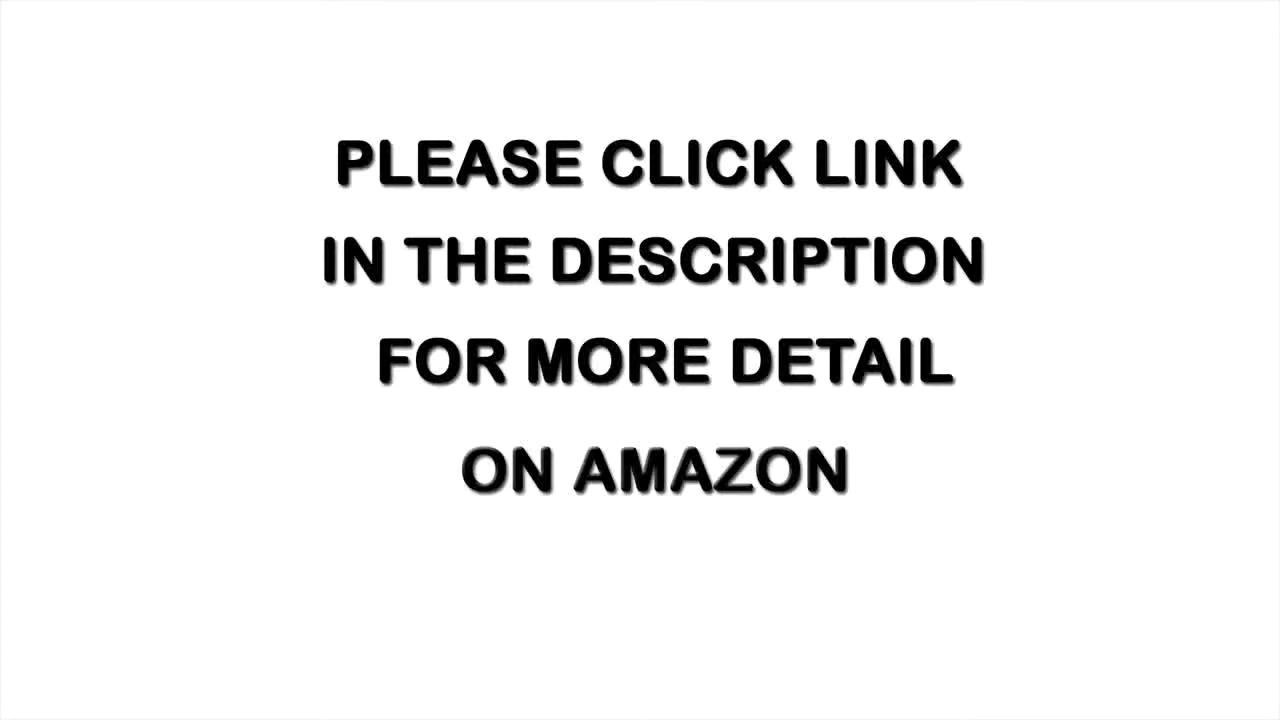 PLEASE CLICK LINK
IN THE DESCRIPTION
FOR MORE DETAIL
ON AMAZON